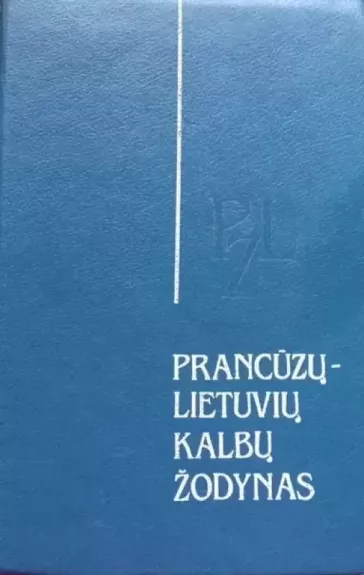 PRANCŪZŲ-
LIETUVIŲ
KALBŲ
ŽODYNAS